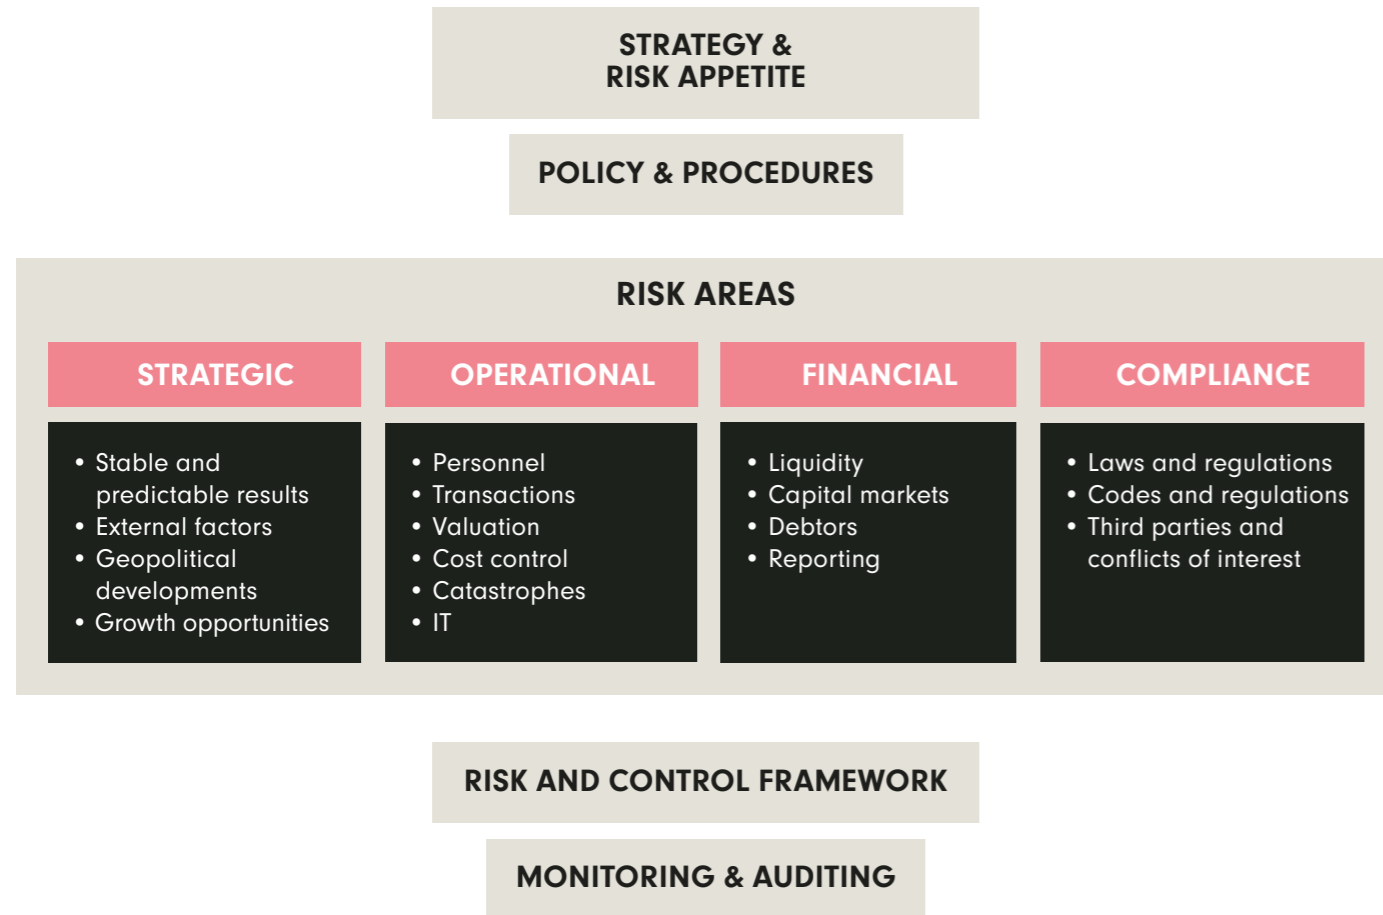 STRATEGY &
RISK APPETITE
POLICY & PROCEDURES
RISK AREAS
STRATEGIC
• Stable and
predictable results
• External factors
• Geopolitical
developments
• Growth opportunities
OPERATIONAL
• Personnel
• Transactions
• Valuation
• Cost control
• Catastrophes
• IT
FINANCIAL
• Liquidity
• Capital markets
• Debtors
• Reporting
COMPLIANCE
• Laws and regulations
• Codes and regulations
• Third parties and
conflicts of interest
RISK AND CONTROL FRAMEWORK
MONITORING & AUDITING